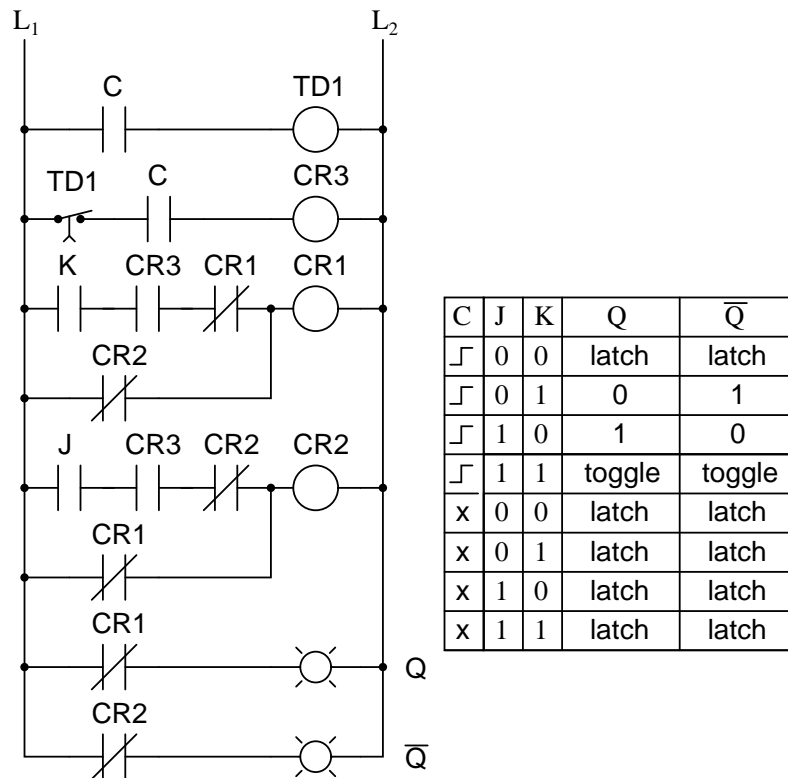 L₁ L₂
C TD1
TD1 C CR3
K CR3 CR1 CR1
CR2
J CR3 CR2 CR2
CR1
CR1
Q
CR2
Q̅
C J K Q Q̅
0 0 latch latch
0 1 0 1
1 0 1 0
1 1 toggle toggle
x 0 0 latch latch
x 0 1 latch latch
x 1 0 latch latch
x 1 1 latch latch